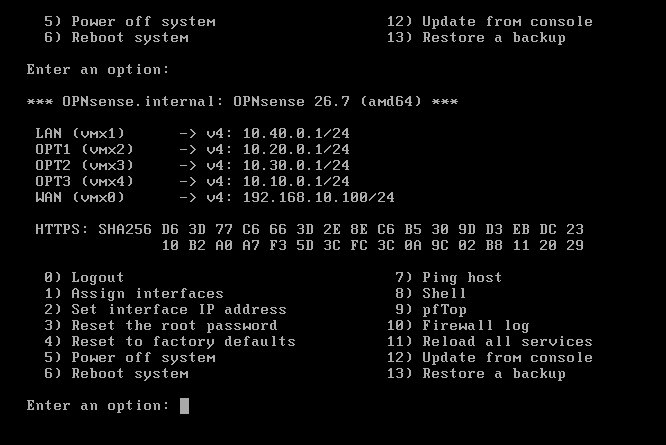 5) Power off system                   12) Update from console
6) Reboot system                      13) Restore a backup
Enter an option:
*** OPNsense.internal: OPNsense 26.7 (amd64) ***
LAN (vmx1)      -> v4: 10.40.0.1/24
OPT1 (vmx2)     -> v4: 10.20.0.1/24
OPT2 (vmx3)     -> v4: 10.30.0.1/24
OPT3 (vmx4)     -> v4: 10.10.0.1/24
WAN (vmx0)      -> v4: 192.168.10.100/24
HTTPS: SHA256 D6 3D 77 C6 66 3D 2E 8E C6 B5 30 9D D3 EB DC 23
10 B2 A0 A7 F3 5D 3C FC 3C 0A 9C 02 B8 11 20 29
0) Logout                              7) Ping host
1) Assign interfaces                   8) Shell
2) Set interface IP address            9) pfTop
3) Reset the root password            10) Firewall log
4) Reset to factory defaults          11) Reload all services
5) Power off system                   12) Update from console
6) Reboot system                      13) Restore a backup
Enter an option: